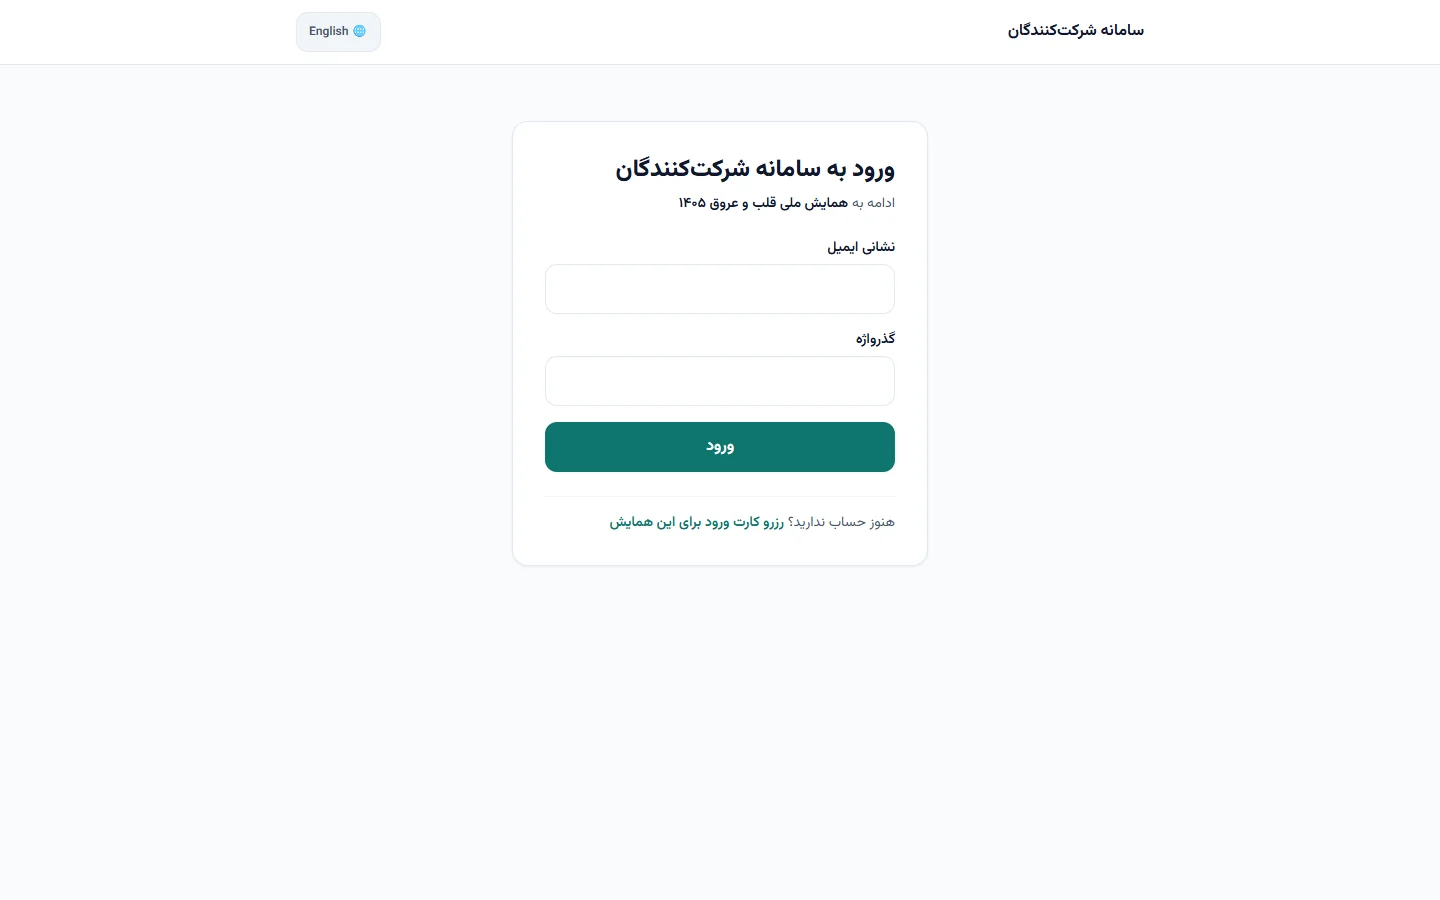 سامانه شرکت‌کنندگان
English
ورود به سامانه شرکت‌کنندگان
ادامه به همایش ملی قلب و عروق ۱۴۰۵
نشانی ایمیل
گذرواژه
ورود
هنوز حساب ندارید؟ رزرو کارت ورود برای این همایش